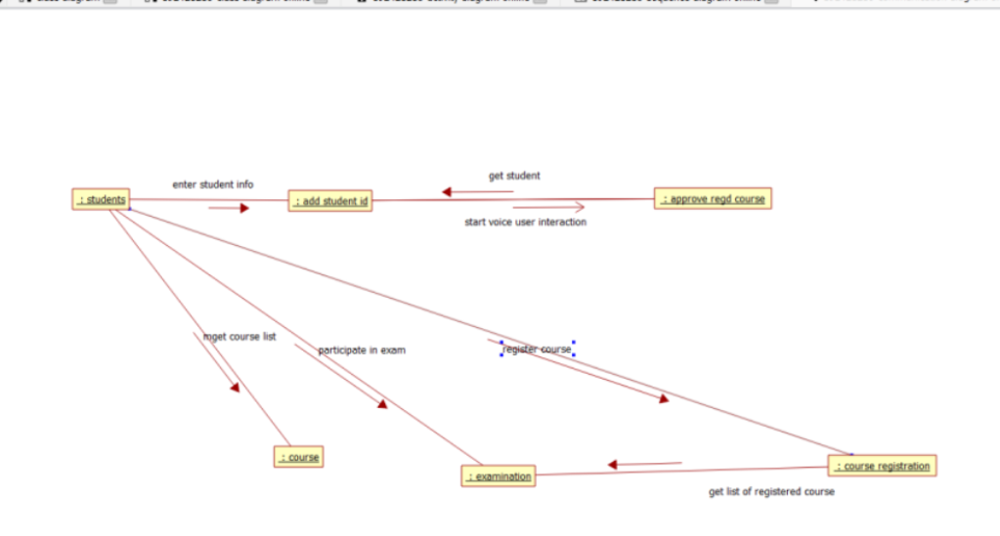 get student
enter student info
: students
: add student id
: approve regd course
start voice user interaction
mget course list
participate in exam
register course
: course
: examination
: course registration
get list of registered course